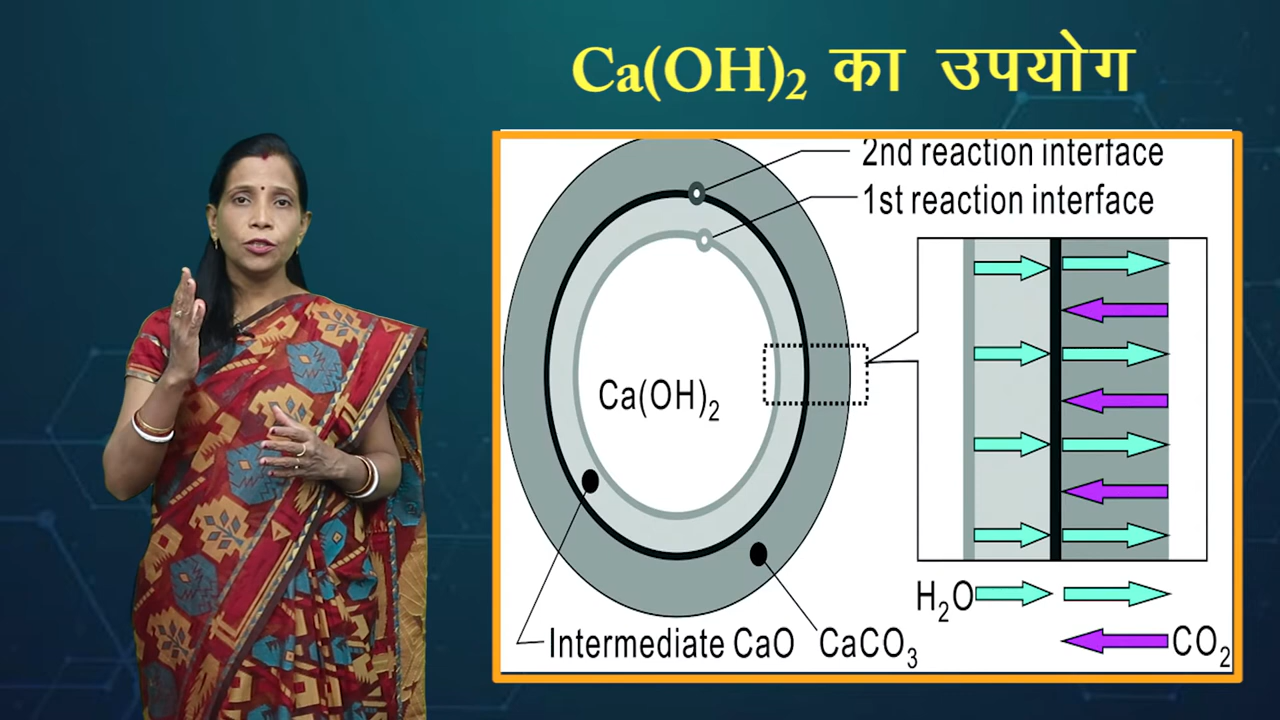 Ca(OH)₂ का उपयोग
2nd reaction interface
1st reaction interface
Ca(OH)₂
H₂O
Intermediate CaO
CaCO₃
CO₂